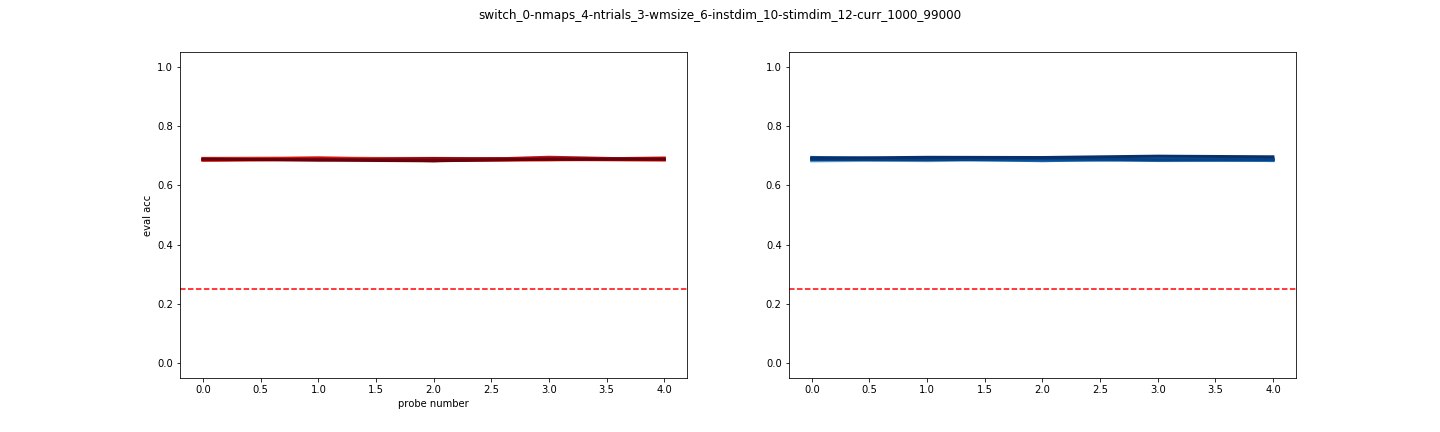 switch_0-nmaps_4-ntrials_3-wmsize_6-instdim_10-stimdim_12-curr_1000_99000
1.0
0.8
0.6
0.4
0.2
0.0
eval acc
0.0 0.5 1.0 1.5 2.0 2.5 3.0 3.5 4.0
probe number
1.0
0.8
0.6
0.4
0.2
0.0
0.0 0.5 1.0 1.5 2.0 2.5 3.0 3.5 4.0